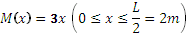 M(x) = 3x (0 ≤ x ≤ L/2 = 2m)